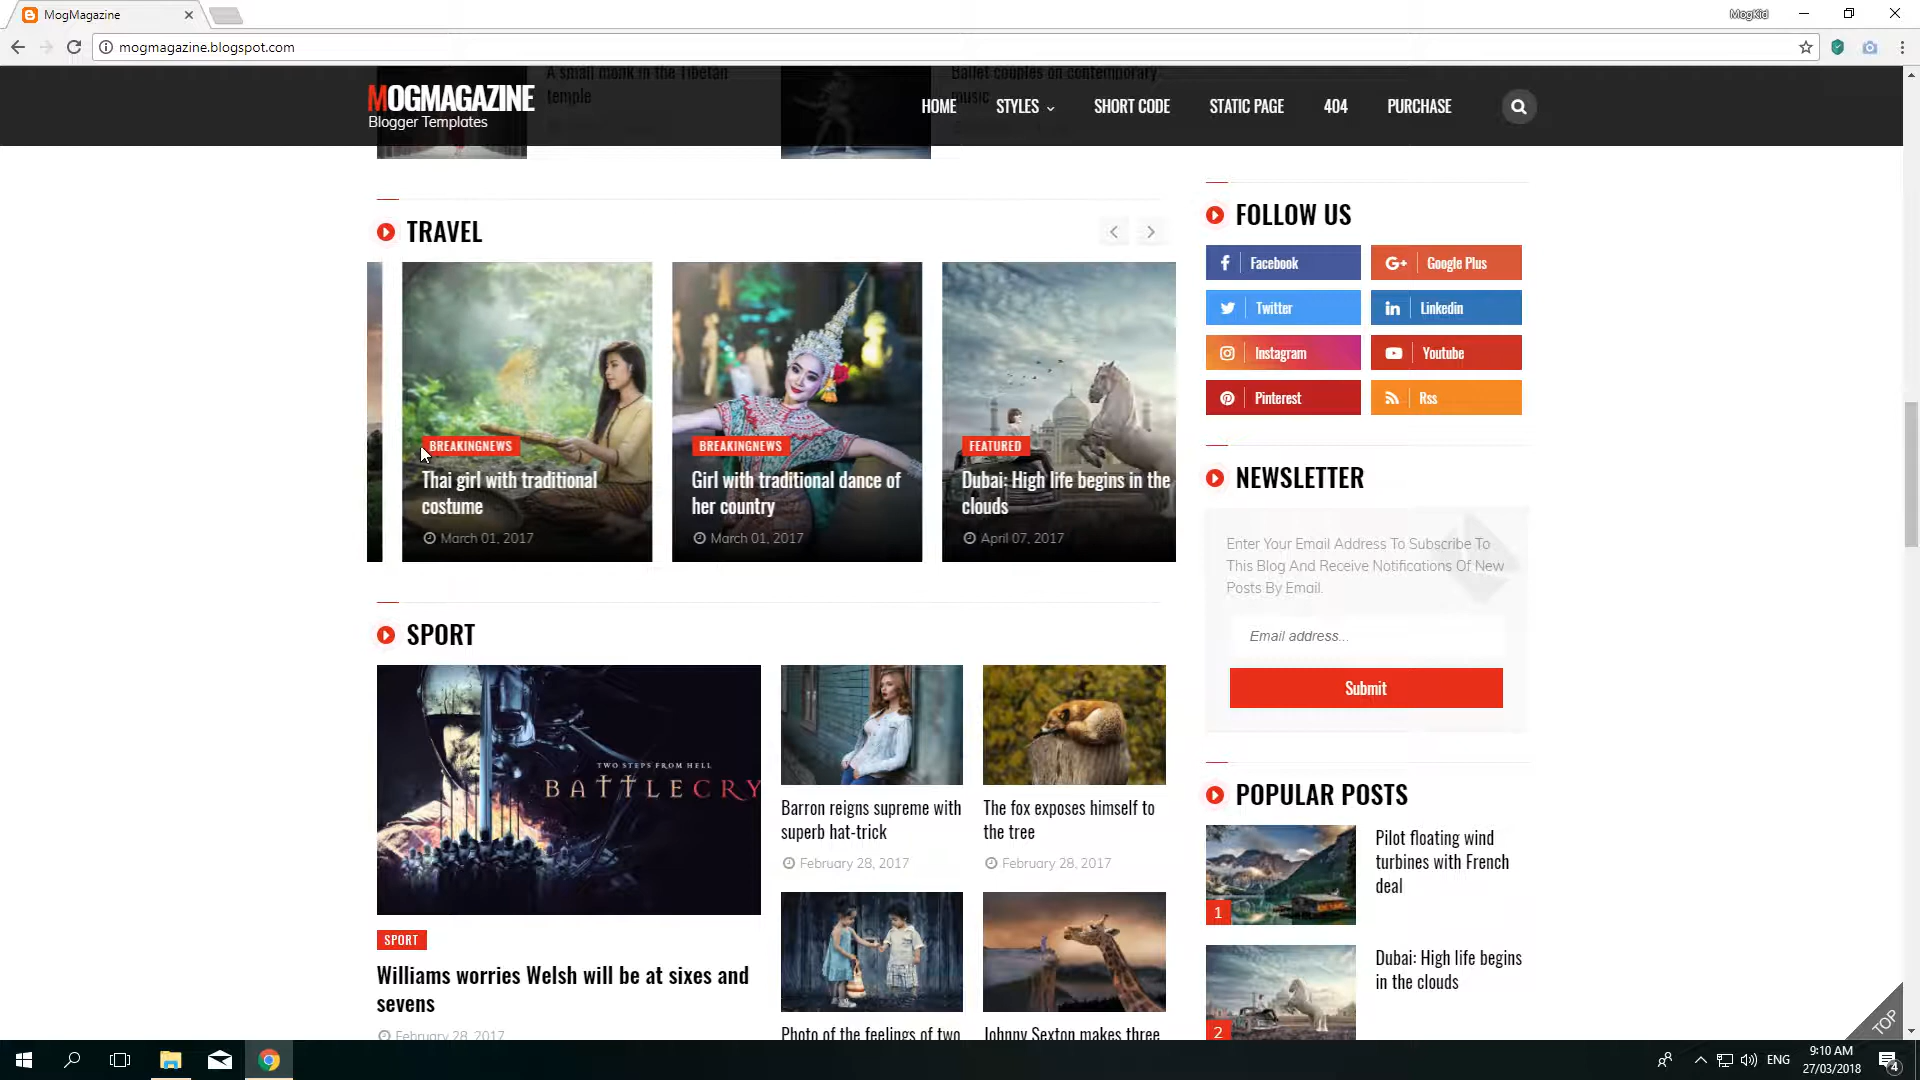 MogMagazine
MogKid
mogmagazine.blogspot.com
A small monk in the Tibetan
temple
Ballet couples on contemporary
music
MOGMAGAZINE
Blogger Templates
HOME
STYLES
SHORT CODE
STATIC PAGE
404
PURCHASE
TRAVEL
BREAKINGNEWS
Thai girl with traditional
costume
March 01, 2017
BREAKINGNEWS
Girl with traditional dance of
her country
March 01, 2017
FEATURED
Dubai: High life begins in the
clouds
April 07, 2017
SPORT
TWO STEPS FROM HELL
BATTLECRY
SPORT
Williams worries Welsh will be at sixes and
sevens
February 28, 2017
Barron reigns supreme with
superb hat-trick
February 28, 2017
The fox exposes himself to
the tree
February 28, 2017
Photo of the feelings of two
Johnny Sexton makes three
FOLLOW US
Facebook
Google Plus
Twitter
Linkedin
Instagram
Youtube
Pinterest
Rss
NEWSLETTER
Enter Your Email Address To Subscribe To
This Blog And Receive Notifications Of New
Posts By Email.
Email address...
Submit
POPULAR POSTS
1
Pilot floating wind
turbines with French
deal
2
Dubai: High life begins
in the clouds
TOP
ENG
9:10 AM
27/03/2018
4